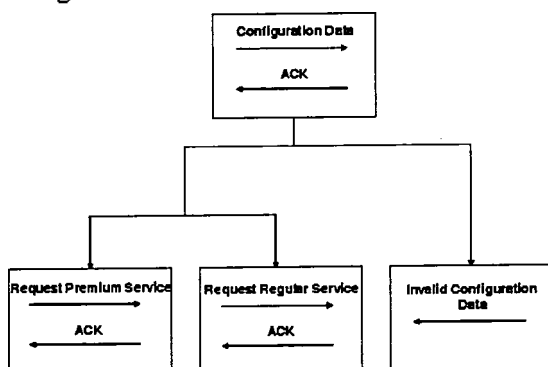 Configuration Data
ACK
Request Premium Service
ACK
Request Regular Service
ACK
Invalid Configuration
Data